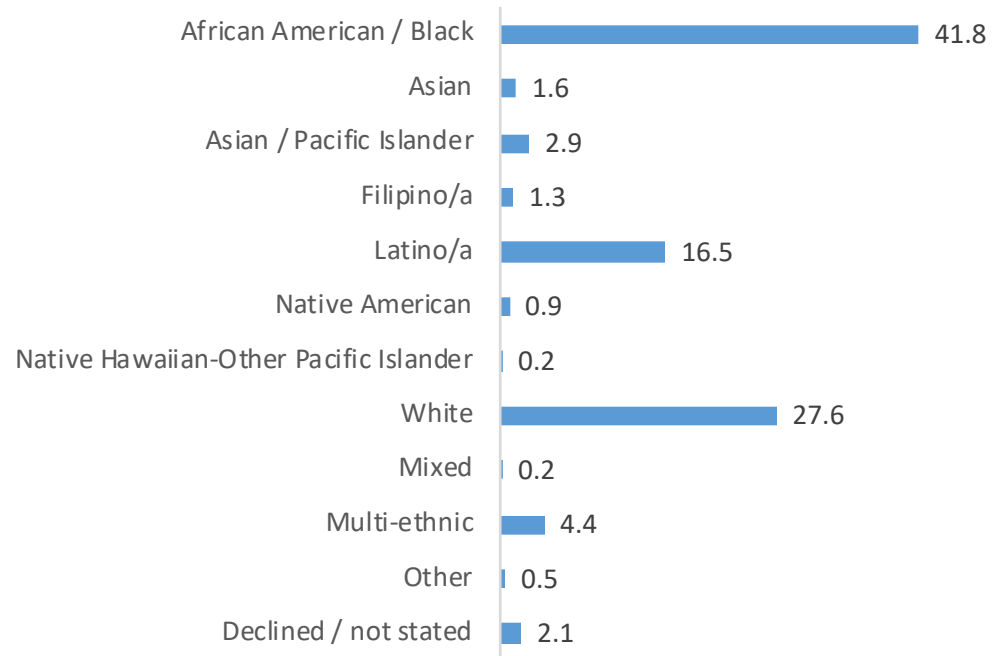 African American / Black 41.8
Asian 1.6
Asian / Pacific Islander 2.9
Filipino/a 1.3
Latino/a 16.5
Native American 0.9
Native Hawaiian-Other Pacific Islander 0.2
White 27.6
Mixed 0.2
Multi-ethnic 4.4
Other 0.5
Declined / not stated 2.1